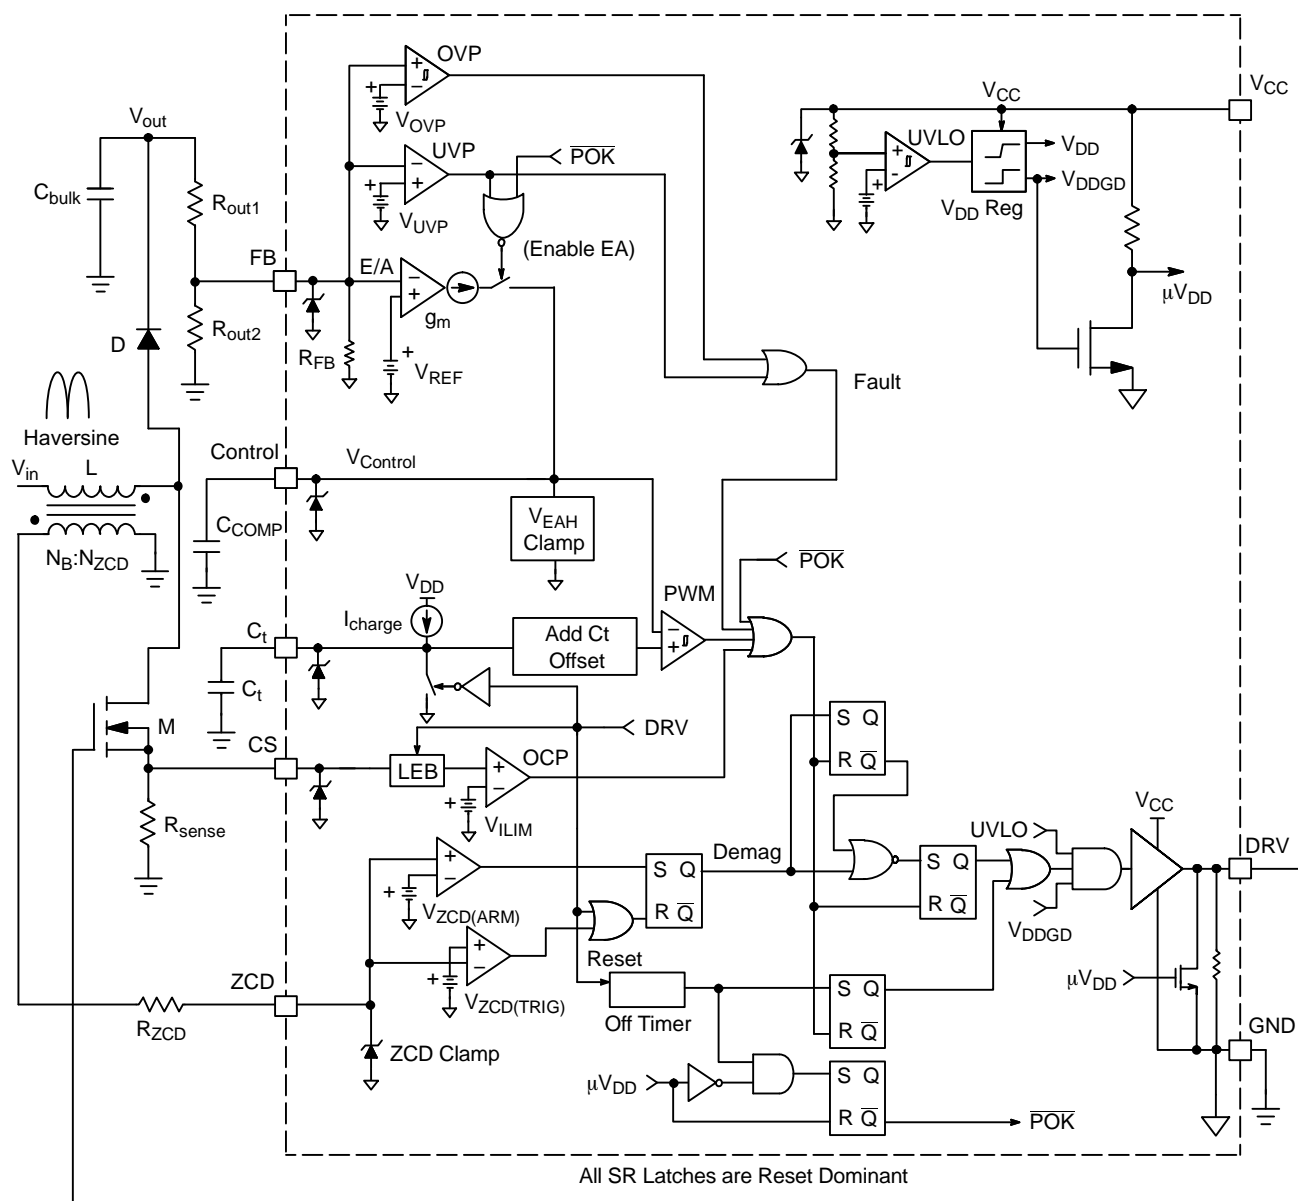 OVP
+
−
+
V_OVP
V_out
C_bulk
R_out1
R_out2
D
UVP
−
+
+
V_UVP
POK
(Enable EA)
FB
E/A
−
+
g_m
R_FB
+
V_REF
V_CC
V_CC
UVLO
+
-
+
V_DD
V_DDGD
V_DD Reg
μV_DD
Fault
Haversine
V_in
L
N_B:N_ZCD
Control
V_Control
C_COMP
V_EAH
Clamp
POK
V_DD
I_charge
C_t
C_t
Add Ct
Offset
PWM
−
+
M
DRV
CS
LEB
OCP
+
−
+
V_ILIM
R_sense
S Q
R Q
Demag
+
−
+
V_ZCD(ARM)
S Q
R Q
+
−
+
V_ZCD(TRIG)
Reset
Off Timer
S Q
R Q
UVLO
V_DDGD
V_CC
DRV
μV_DD
GND
ZCD
R_ZCD
ZCD Clamp
S Q
R Q
μV_DD
S Q
R Q
POK
All SR Latches are Reset Dominant